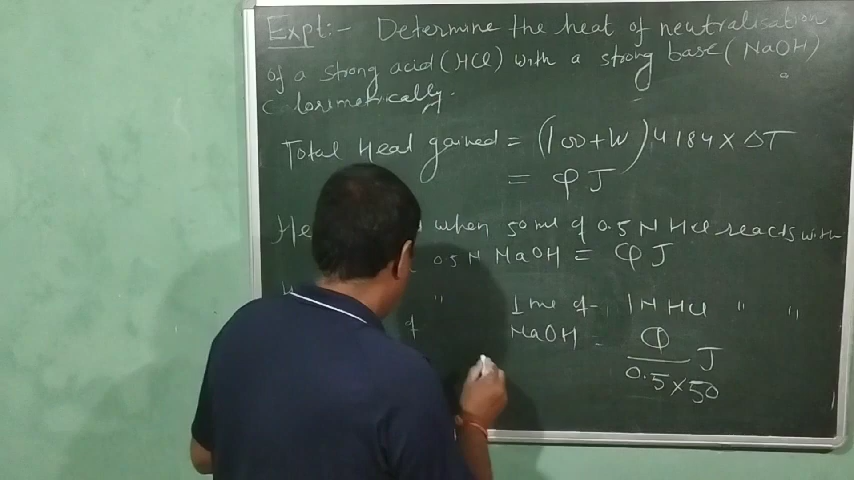 Expt:- Determine the heat of neutralisation
of a strong acid (HCl) with a strong base (NaOH)
Calorimetrically.
Total Heat gained = (100+W) 4184 × ΔT
= φ J
when 50 ml of 0.5 N HCl reacts with
0.5 N NaOH = φ J
" 1 ml of 1 N HCl " "
of NaOH = φ / 0.5×50 J